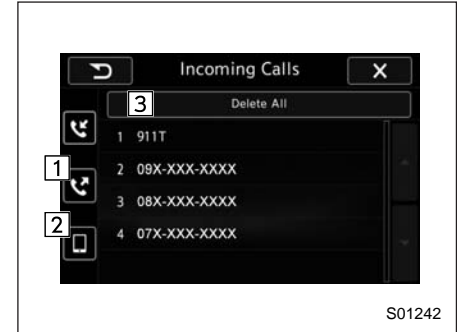 Incoming Calls
X
3
Delete All
1 911T
1
2 09X-XXX-XXXX
3 08X-XXX-XXXX
2
4 07X-XXX-XXXX
S01242